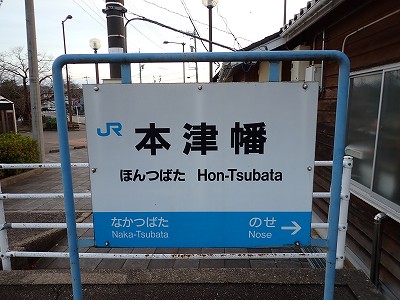 JR 本津幡
ほんつばた Hon-Tsubata
なかつばた のせ →
Naka-Tsubata Nose